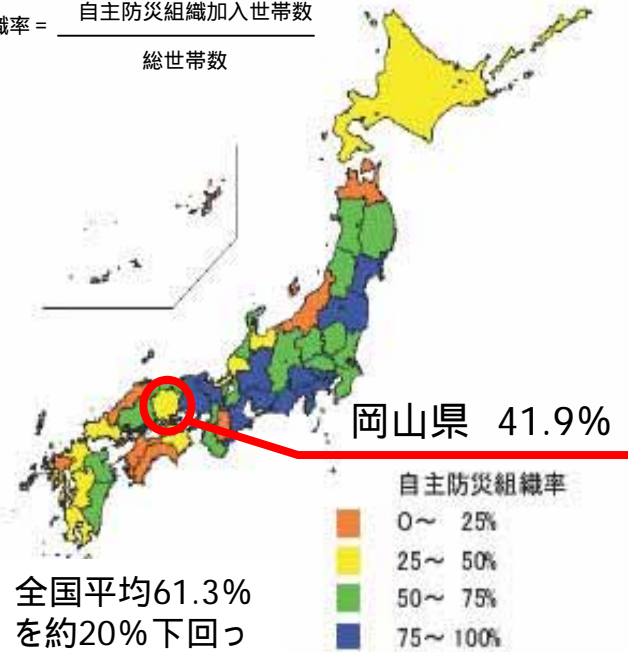 織率 = 自主防災組織加入世帯数
総世帯数
岡山県 41.9%
自主防災組織率
0〜 25%
25〜 50%
50〜 75%
75〜 100%
全国平均61.3%
を約20%下回っ